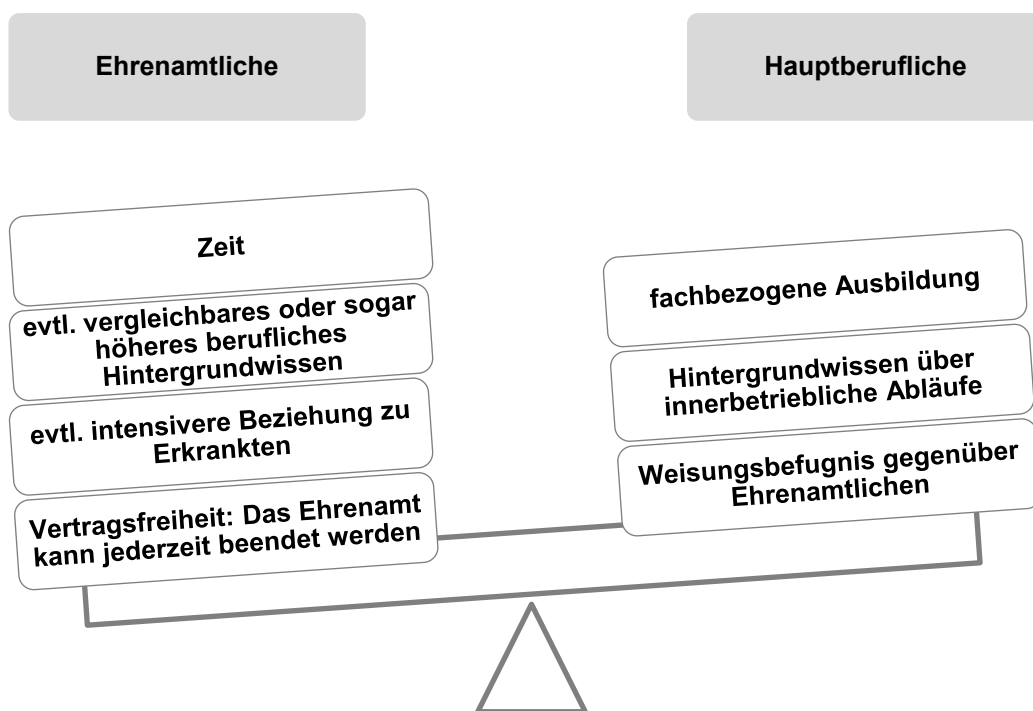 Ehrenamtliche
Hauptberufliche
Zeit
evtl. vergleichbares oder sogar
höheres berufliches
Hintergrundwissen
evtl. intensivere Beziehung zu
Erkrankten
Vertragsfreiheit: Das Ehrenamt
kann jederzeit beendet werden
fachbezogene Ausbildung
Hintergrundwissen über
innerbetriebliche Abläufe
Weisungsbefugnis gegenüber
Ehrenamtlichen